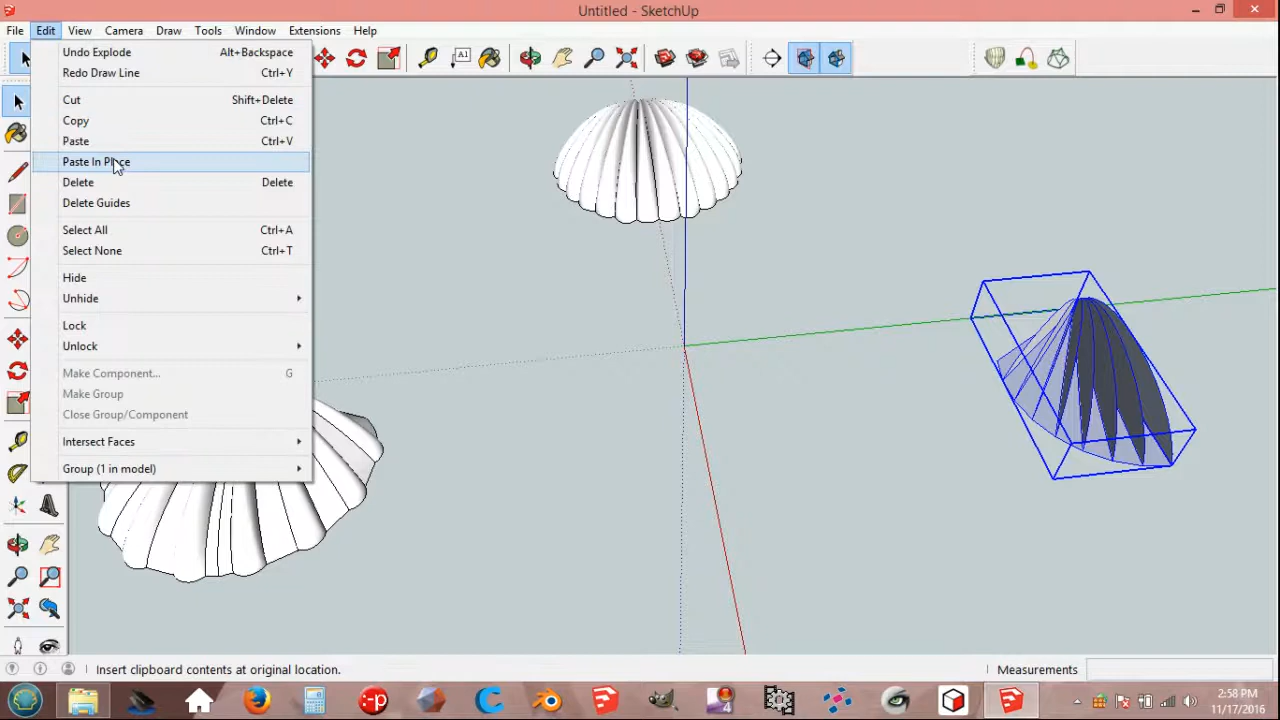 Untitled - SketchUp
File Edit View Camera Draw Tools Window Extensions Help
Undo Explode Alt+Backspace
Redo Draw Line Ctrl+Y
Cut Shift+Delete
Copy Ctrl+C
Paste Ctrl+V
Paste In Place
Delete Delete
Delete Guides
Select All Ctrl+A
Select None Ctrl+T
Hide
Unhide
Lock
Unlock
Make Component... G
Make Group
Close Group/Component
Intersect Faces
Group (1 in model)
A1
Insert clipboard contents at original location.
Measurements
2:58 PM
11/17/2016